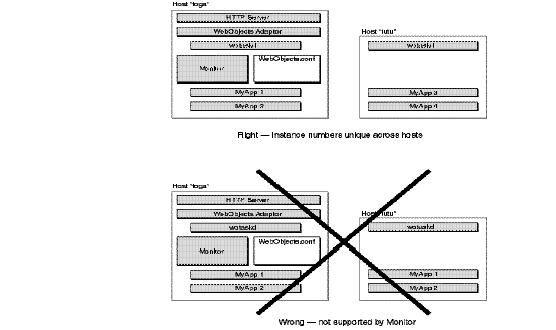 Host "toga"
HTTP Server
WebObjects Adaptor
wotaskd
Monitor
WebObjects.conf
MyApp 1
MyApp 2
Host "tutu"
wotaskd
MyApp 3
MyApp 4
Right — instance numbers unique across hosts
Host "toga"
HTTP Server
WebObjects Adaptor
wotaskd
Monitor
WebObjects.conf
MyApp 1
MyApp 2
Host "tutu"
wotaskd
MyApp 1
MyApp 2
Wrong — not supported by Monitor